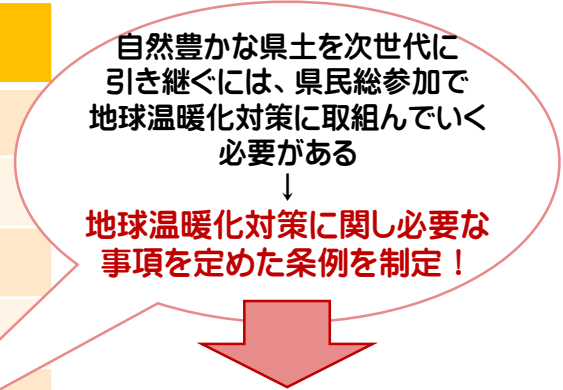 自然豊かな県土を次世代に
引き継ぐには、県民総参加で
地球温暖化対策に取組んでいく
必要がある
↓
地球温暖化対策に関し必要な
事項を定めた条例を制定！